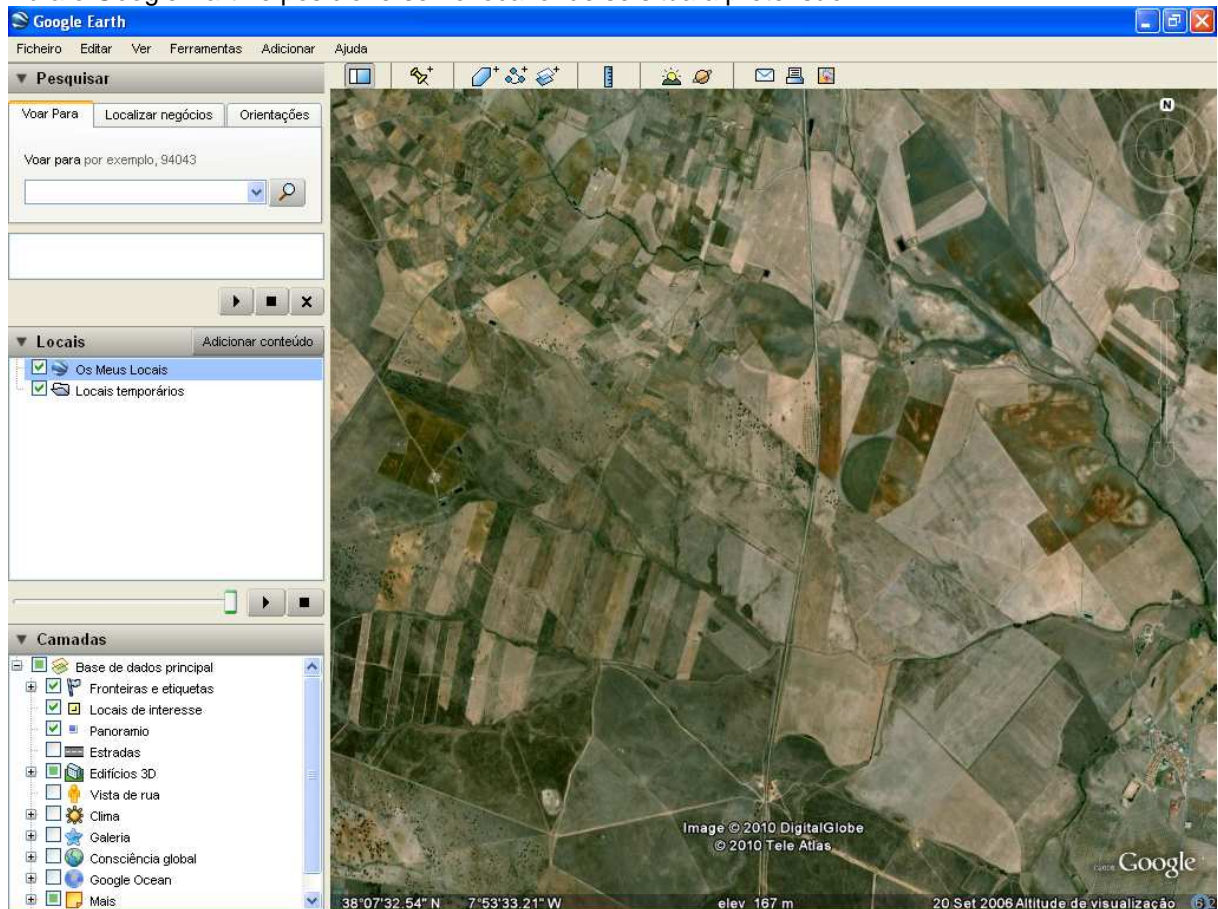 Google Earth
Ficheiro Editar Ver Ferramentas Adicionar Ajuda
Pesquisar
Voar Para Localizar negócios Orientações
Voar para por exemplo, 94043
Locais Adicionar conteúdo
Os Meus Locais
Locais temporários
Camadas
Base de dados principal
Fronteiras e etiquetas
Locais de interesse
Panoramio
Estradas
Edifícios 3D
Vista de rua
Clima
Galeria
Consciência global
Google Ocean
Mais
N
Image © 2010 DigitalGlobe
© 2010 Tele Atlas
Google
38°07'32.54" N 7°53'33.21" W elev 167 m 20 Set 2006 Altitude de visualização